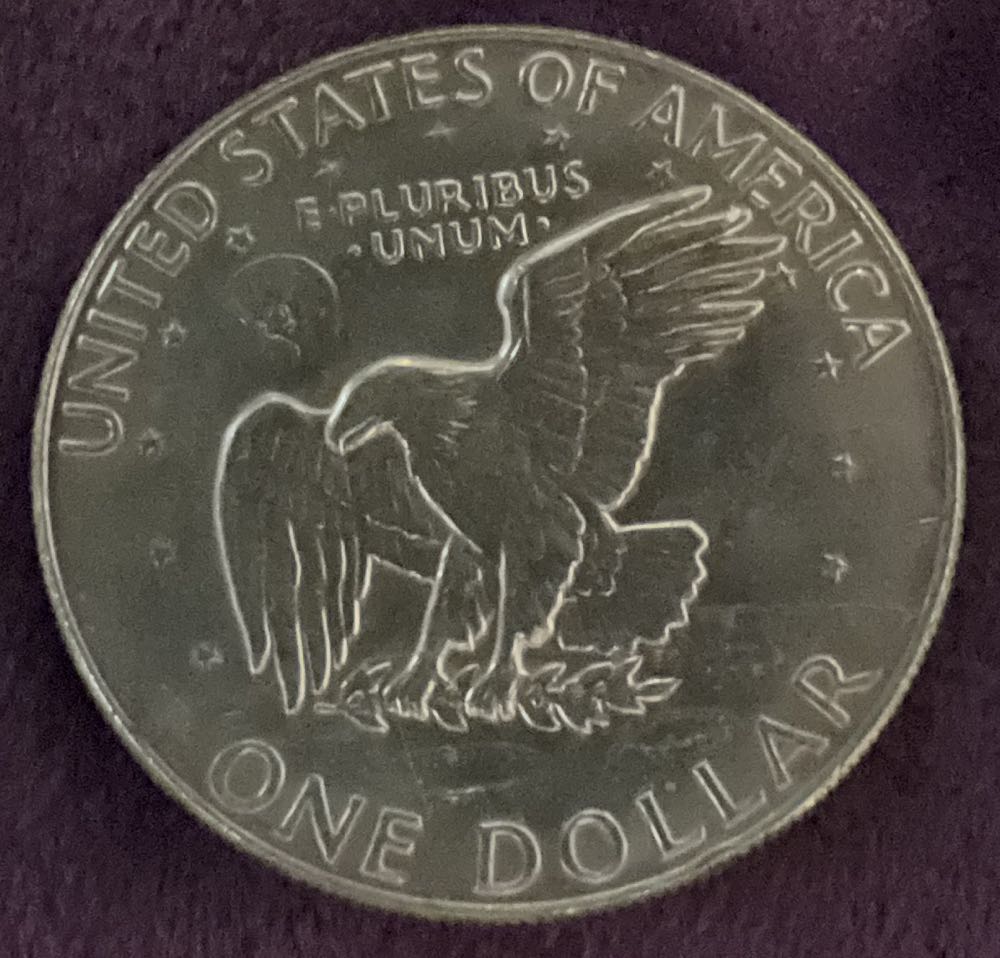 UNITED STATES OF AMERICA
E·PLURIBUS
·UNUM·
ONE DOLLAR